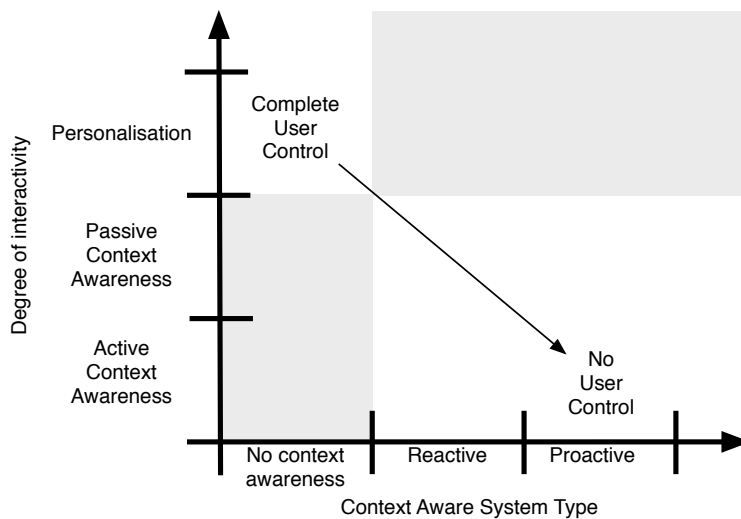 Degree of interactivity
Personalisation
Complete
User
Control
Passive
Context
Awareness
Active
Context
Awareness
No
User
Control
No context
awareness
Reactive
Proactive
Context Aware System Type